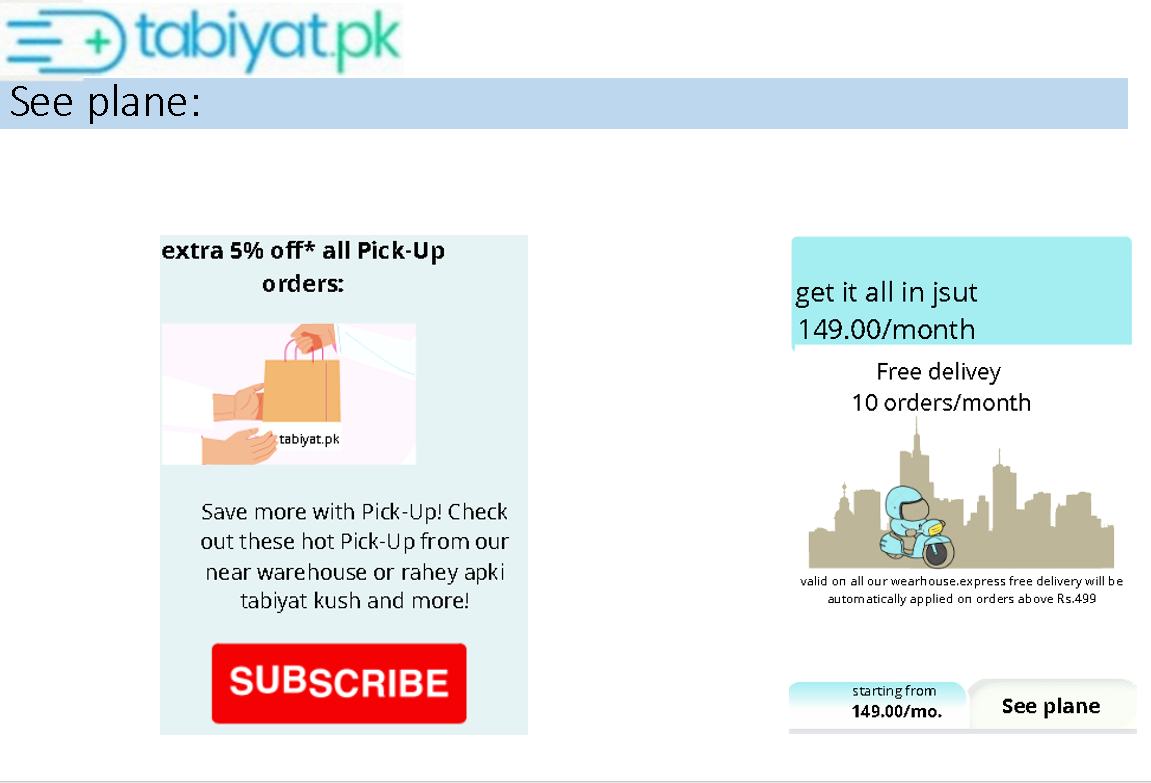 tabiyat.pk
See plane:
extra 5% off* all Pick-Up
orders:
tabiyat.pk
Save more with Pick-Up! Check
out these hot Pick-Up from our
near warehouse or rahey apki
tabiyat kush and more!
SUBSCRIBE
get it all in jsut
149.00/month
Free delivey
10 orders/month
valid on all our wearhouse.express free delivery will be
automatically applied on orders above Rs.499
starting from
149.00/mo.
See plane